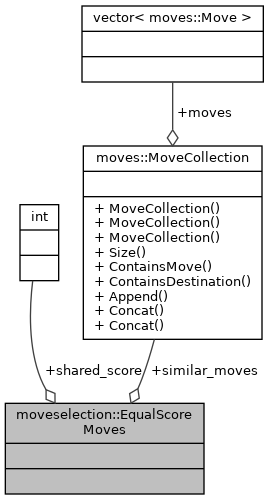 vector< moves::Move >
+moves
moves::MoveCollection
+ MoveCollection()
+ MoveCollection()
+ MoveCollection()
+ Size()
+ ContainsMove()
+ ContainsDestination()
+ Append()
+ Concat()
+ Concat()
int
+shared_score
+similar_moves
moveselection::EqualScore
Moves